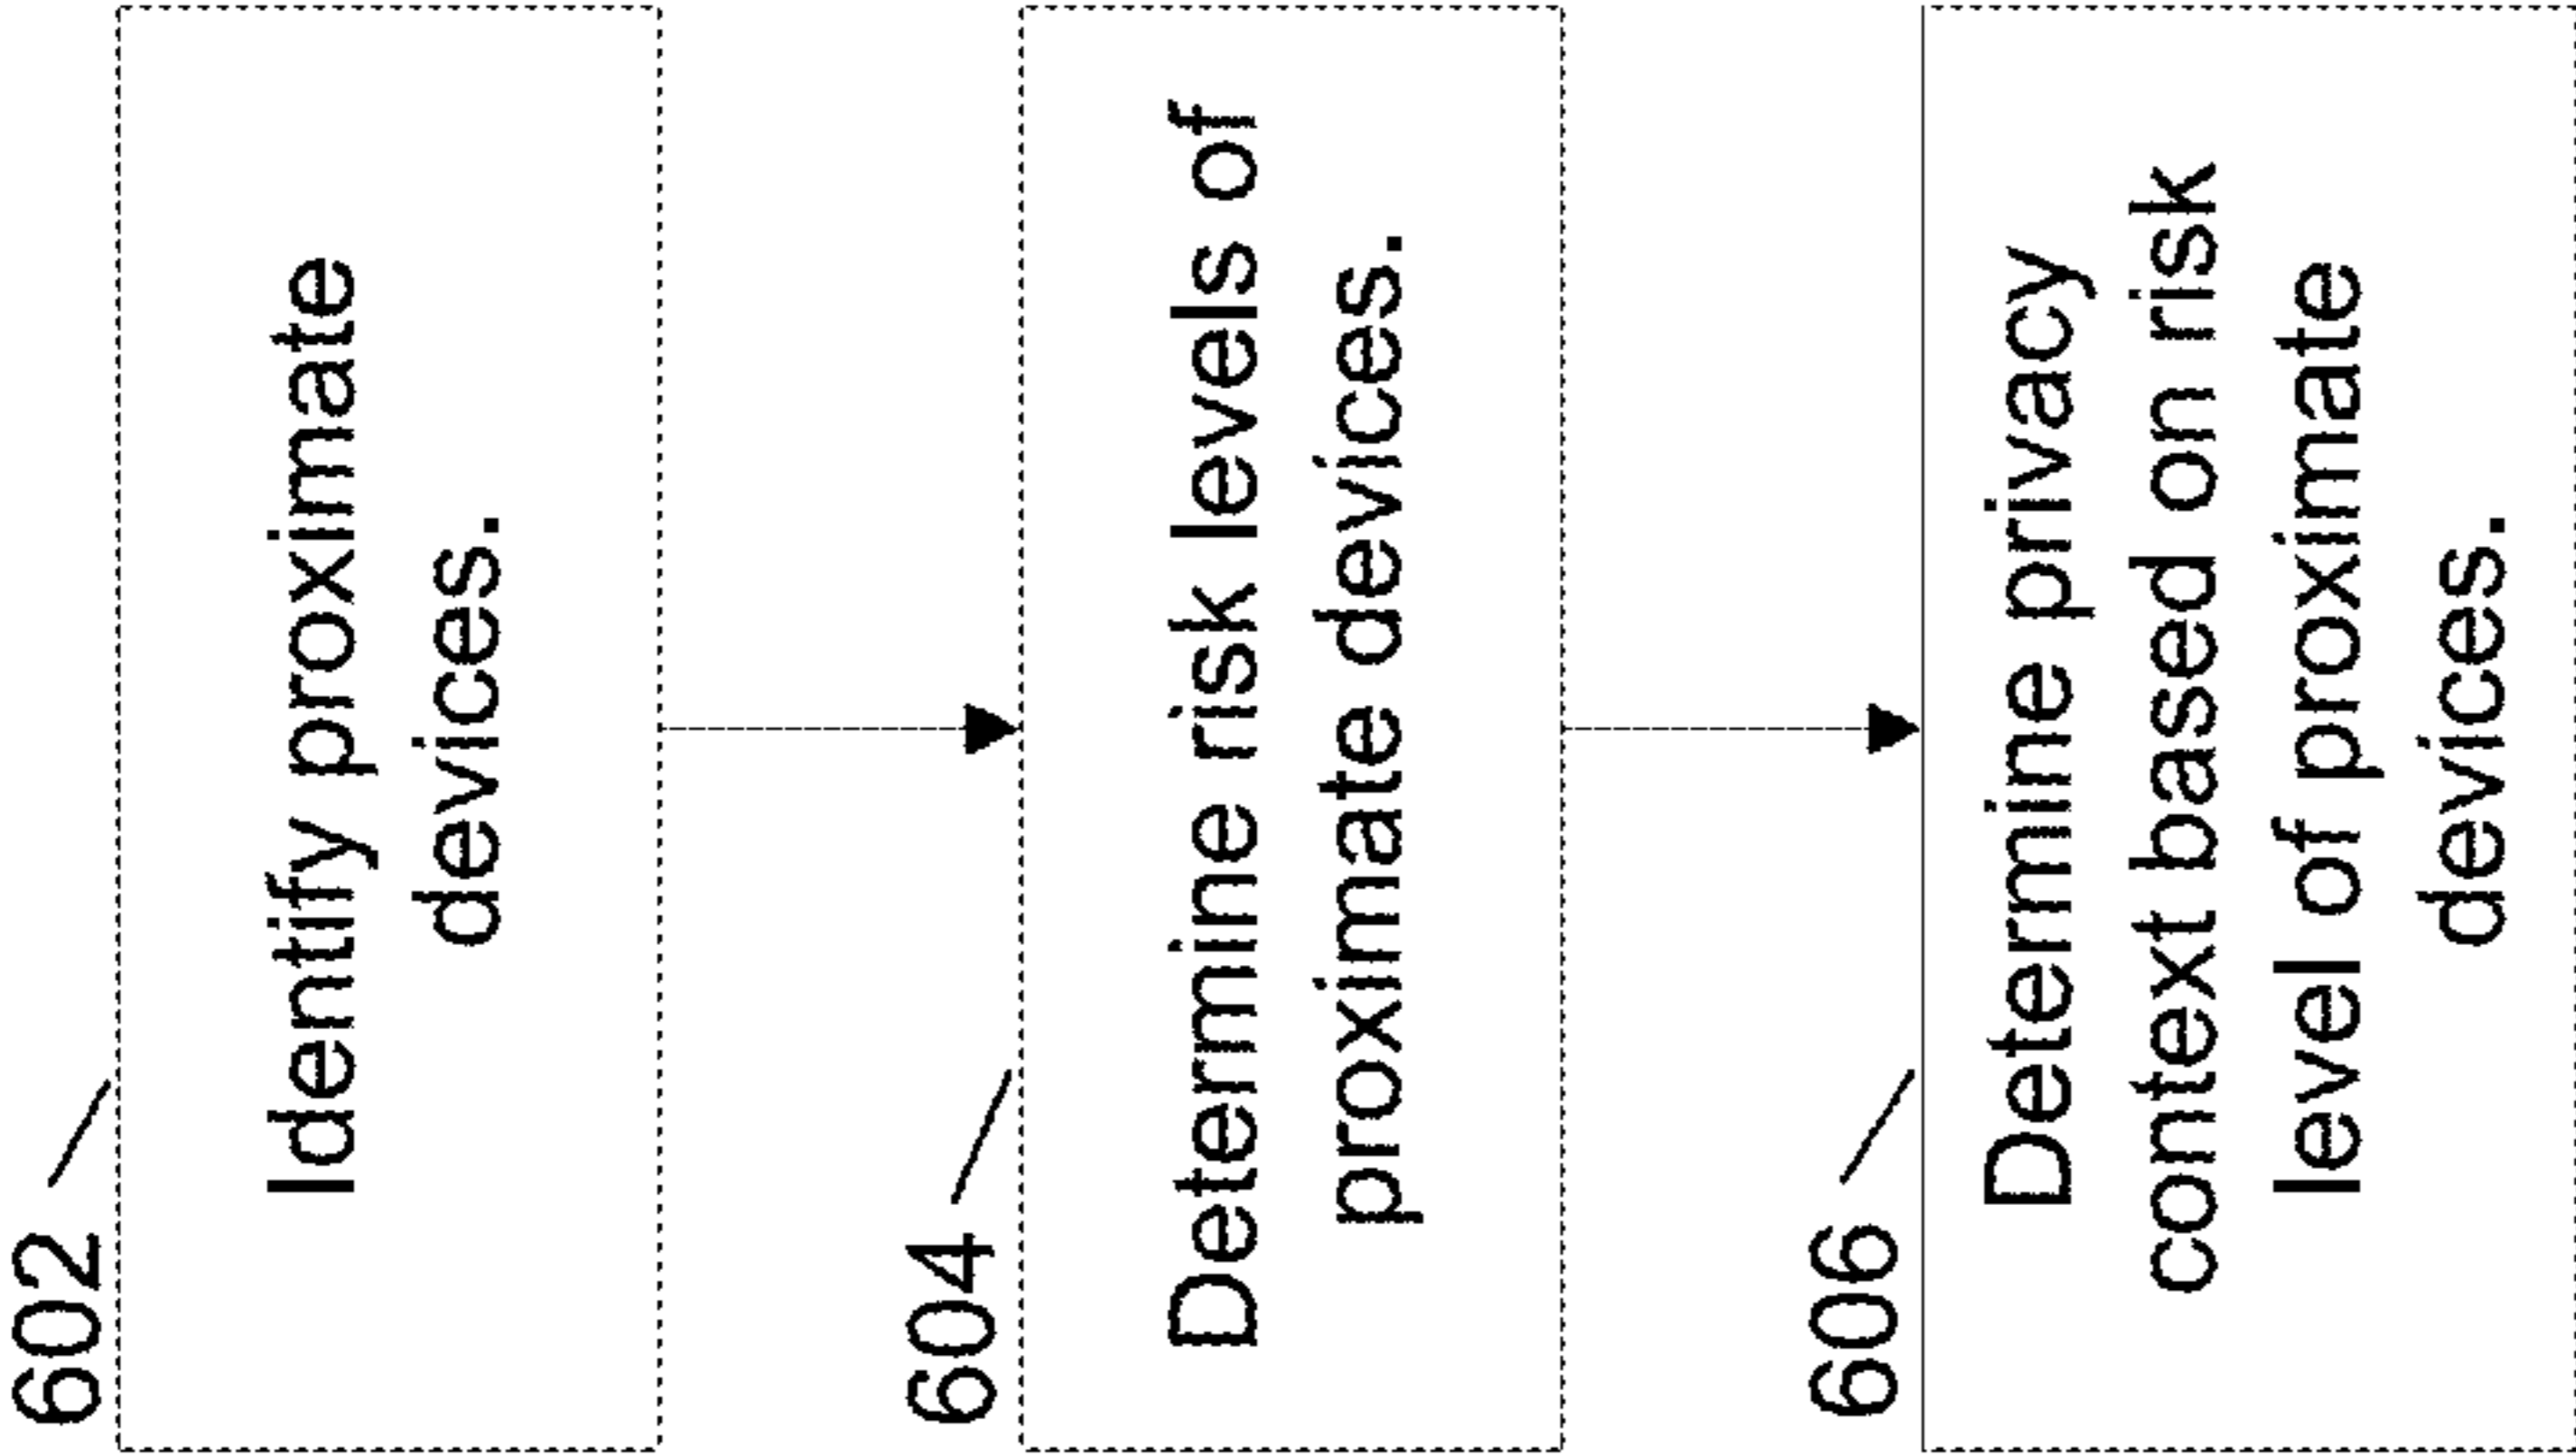 602
Identify proximate
devices.
604
Determine risk levels of
proximate devices.
606
Determine privacy
context based on risk
level of proximate
devices.